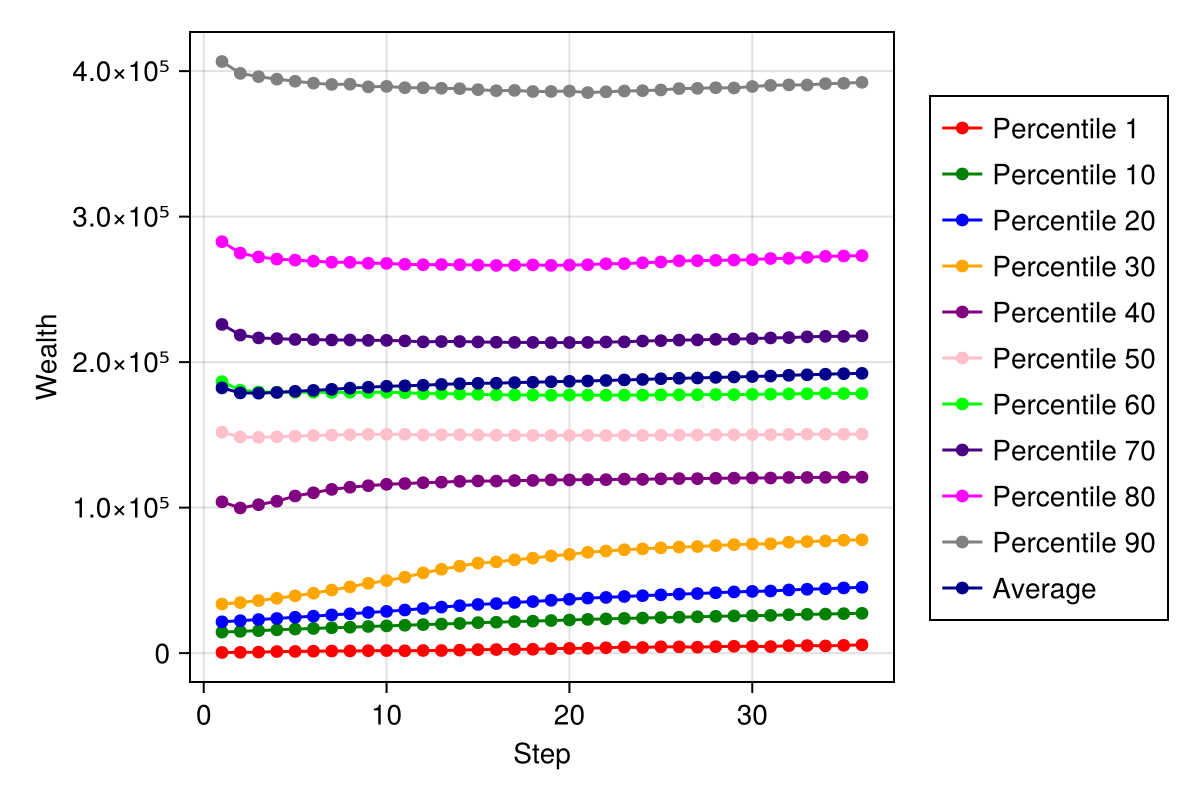 4.0×10⁵
3.0×10⁵
2.0×10⁵
1.0×10⁵
0
Wealth
0 10 20 30
Step
Percentile 1
Percentile 10
Percentile 20
Percentile 30
Percentile 40
Percentile 50
Percentile 60
Percentile 70
Percentile 80
Percentile 90
Average